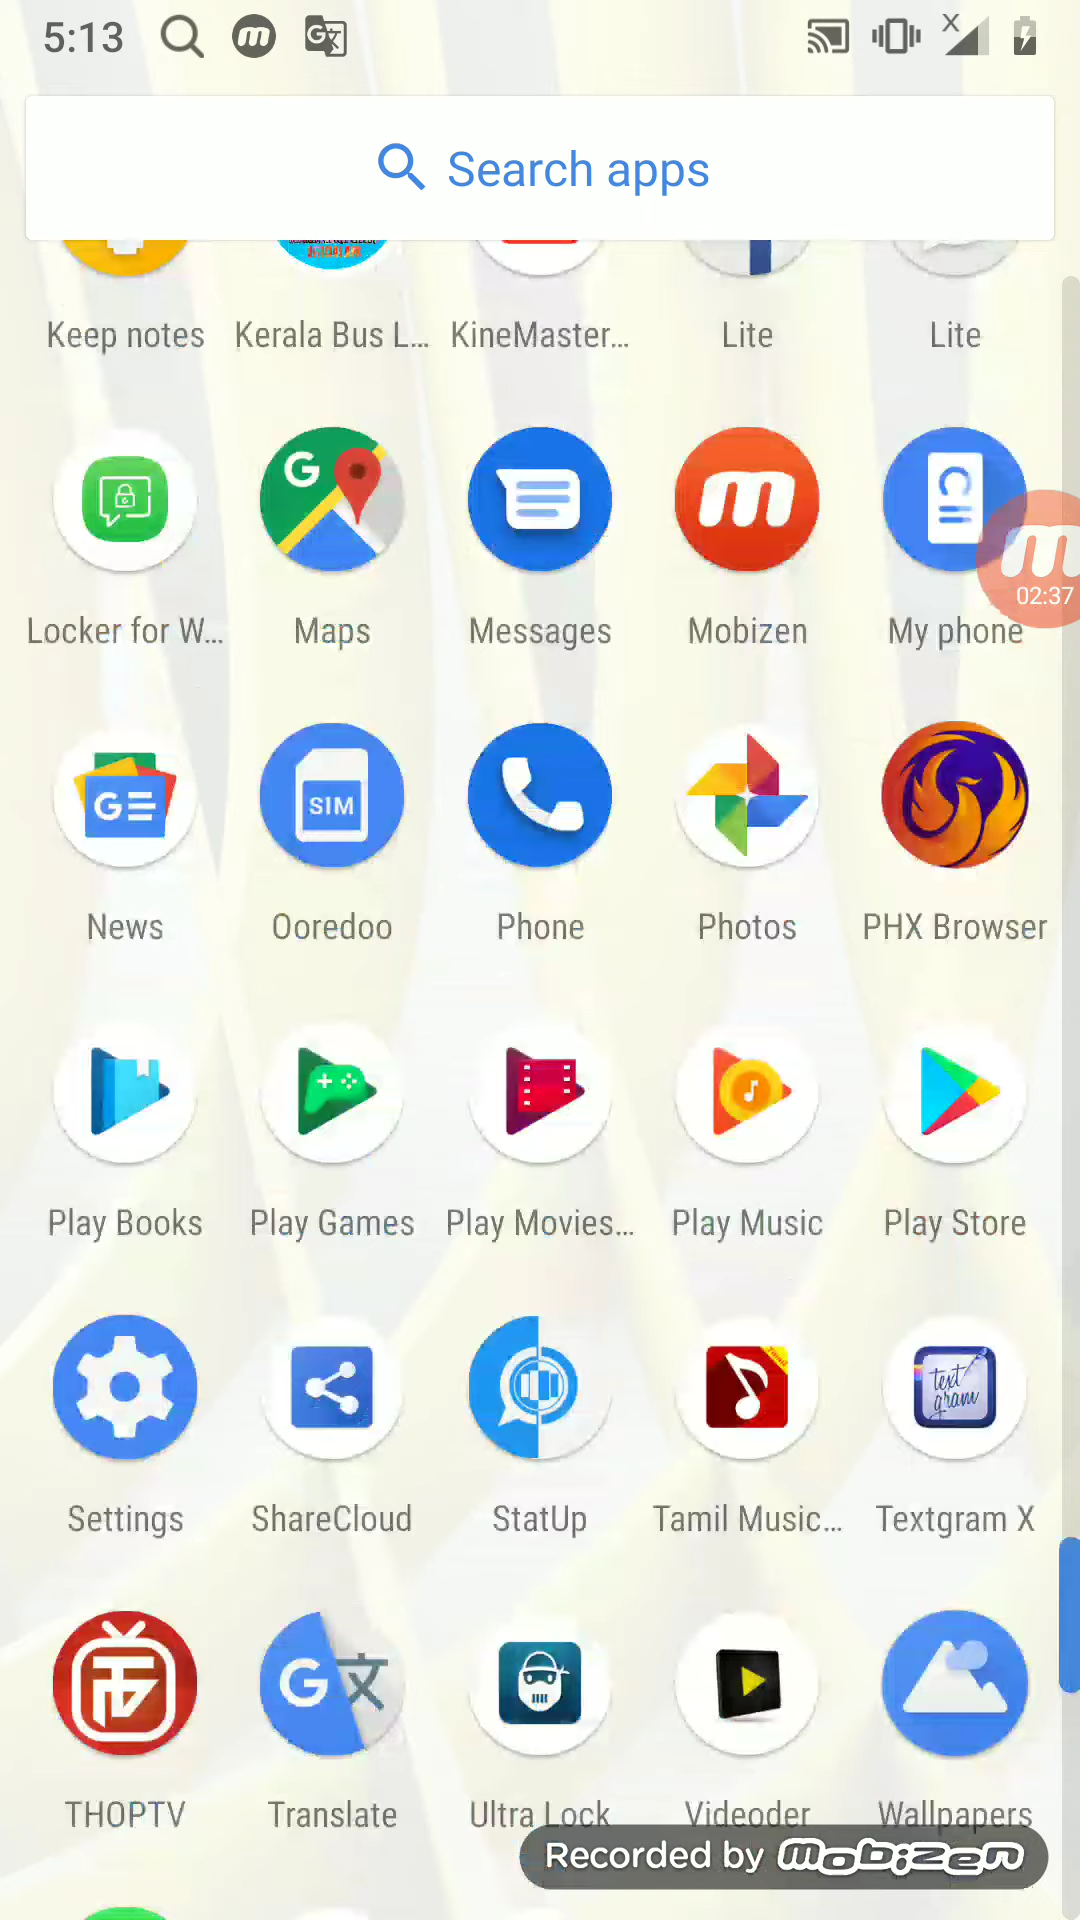 5:13
Search apps
Keep notes Kerala Bus L... KineMaster... Lite Lite
Locker for W... Maps Messages Mobizen My phone
02:37
SIM
News Ooredoo Phone Photos PHX Browser
Play Books Play Games Play Movies... Play Music Play Store
text
gram
Settings ShareCloud StatUp Tamil Music... Textgram X
THOPTV Translate Ultra Lock Videoder Wallpapers
Recorded by mobizen